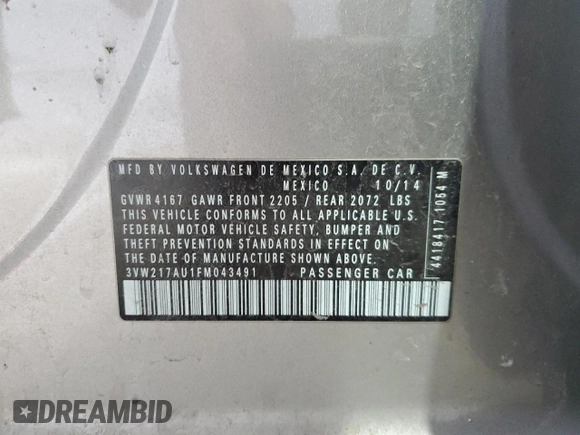 MFD BY VOLKSWAGEN DE MEXICO S.A. DE C.V.
MEXICO 10/14
GVWR 4167 GAWR FRONT 2205 / REAR 2072 LBS
THIS VEHICLE CONFORMS TO ALL APPLICABLE U.S.
FEDERAL MOTOR VEHICLE SAFETY, BUMPER AND
THEFT PREVENTION STANDARDS IN EFFECT ON
THE DATE OF MANUFACTURE SHOWN ABOVE.
3VW217AU1FM043491 PASSENGER CAR
4418417 1054 M
DREAMBID